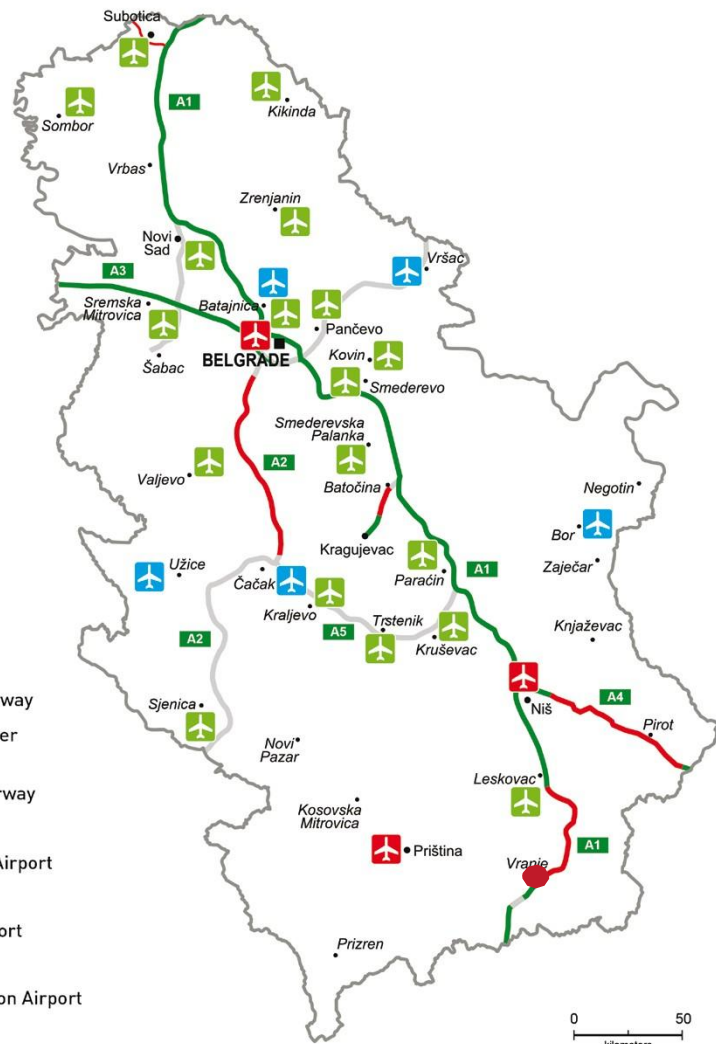 Subotica
A1
Sombor
Kikinda
Vrbas
Zrenjanin
Novi
Sad
Vršac
A3
Sremska
Mitrovica
Batajnica
Pančevo
Šabac
BELGRADE
Kovin
Smederevo
Smederevska
Palanka
A2
Valjevo
Batočina
Negotin
Bor
Kragujevac
Zaječar
Užice
Čačak
Paraćin
A1
Kraljevo
Trstenik
A5
Kruševac
Knjaževac
A2
Sjenica
Niš
A4
Pirot
Novi
Pazar
Leskovac
Kosovska
Mitrovica
Priština
A1
Vranje
Prizren
way
er
rway
Airport
ort
on Airport
0 50
kilometers